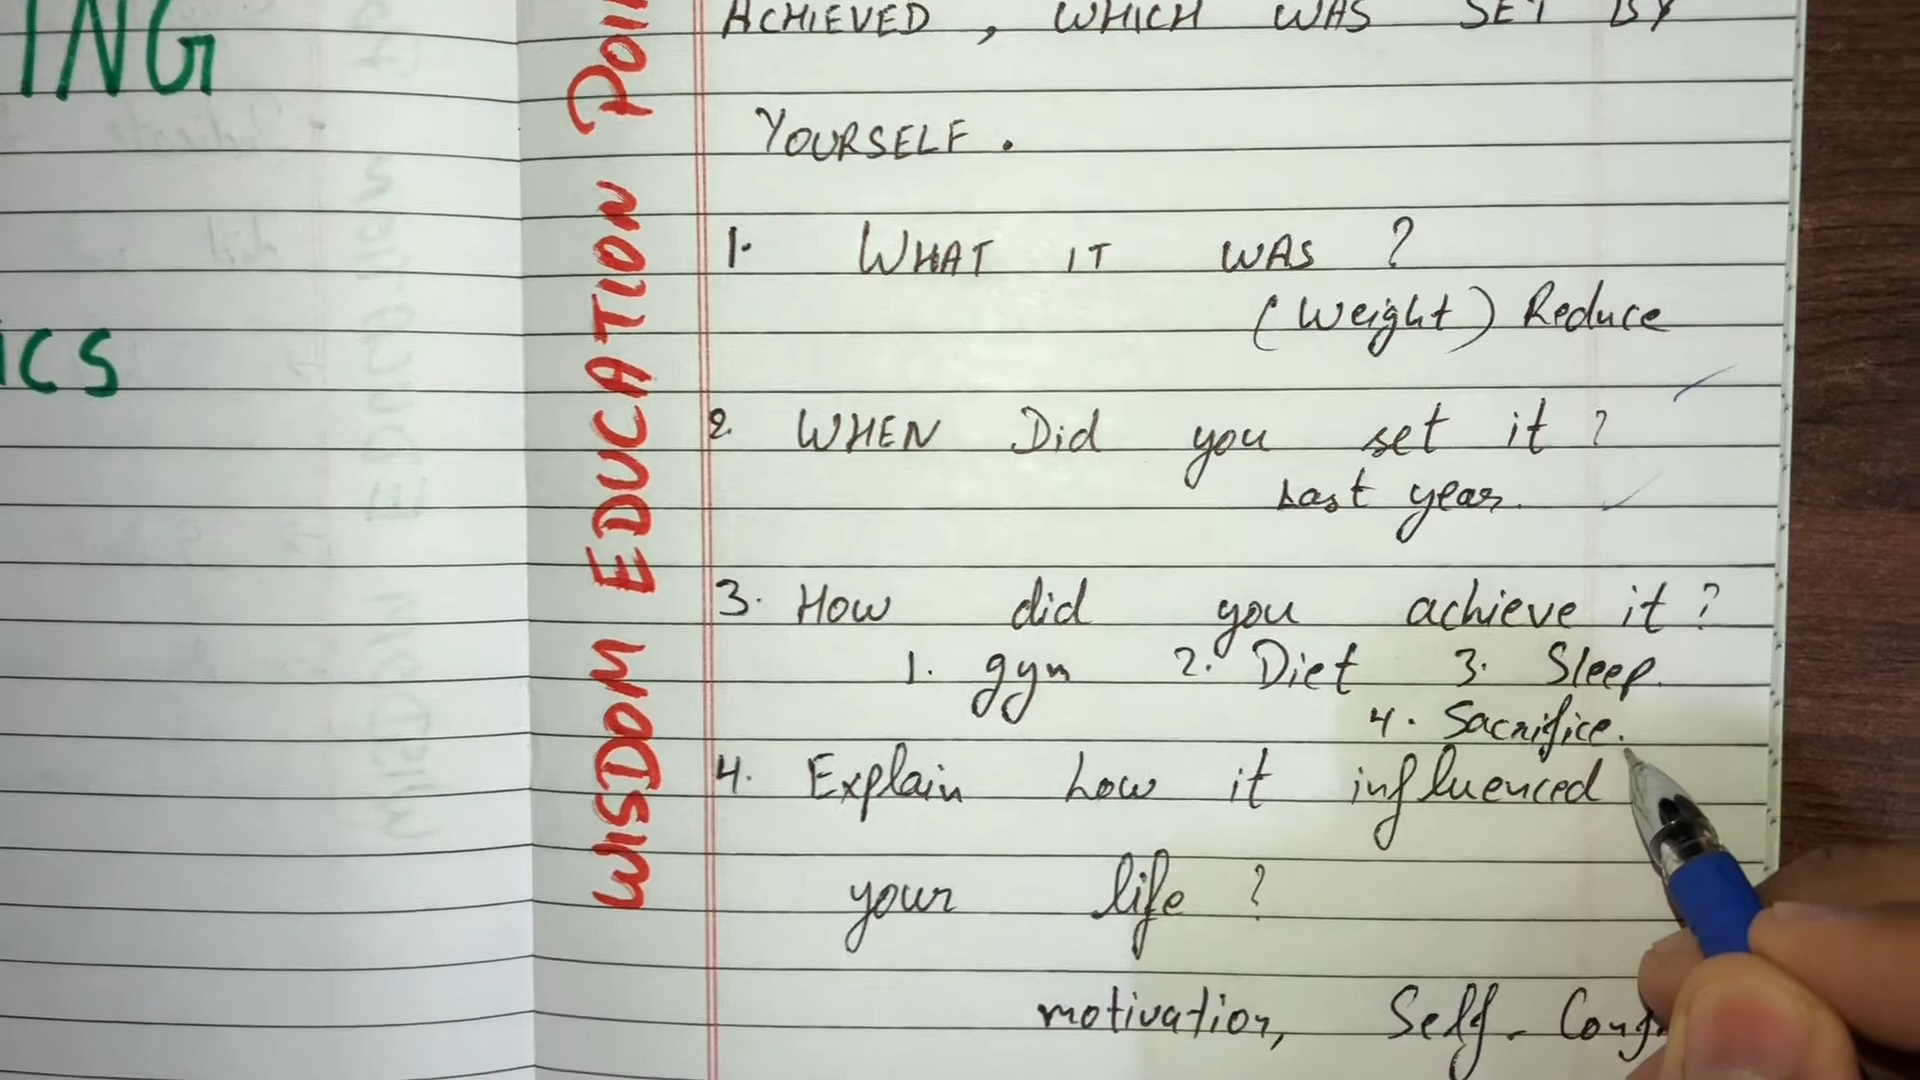 ING
ICS
WISDOM EDUCATION POI
ACHIEVED, WHICH WAS SET BY
YOURSELF.
1. WHAT IT WAS?
(Weight) Reduce
2. WHEN Did you set it?
Last year.
3. How did you achieve it?
1. gym 2. Diet 3. Sleep.
4. Sacrifice.
4. Explain how it influenced
your life?
motivation, Self-Conf